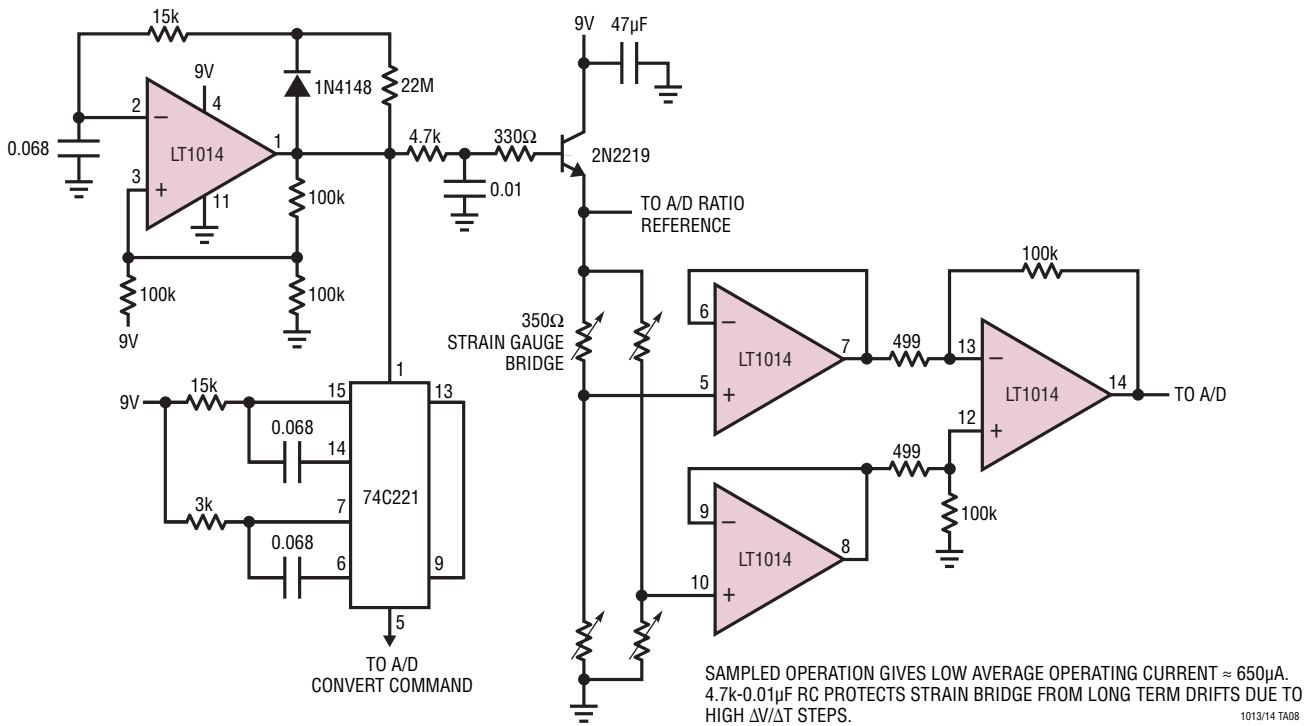 15k
9V
47µF
9V
1N4148
22M
2
4
0.068
LT1014
1
4.7k
330Ω
2N2219
3
11
100k
0.01
TO A/D RATIO
REFERENCE
100k
100k
9V
100k
350Ω
STRAIN GAUGE
BRIDGE
6
LT1014
7
499
13
5
LT1014
14
TO A/D
12
1
9V
15k
15
13
0.068
14
499
74C221
3k
7
100k
9
0.068
6
9
LT1014
8
10
5
TO A/D
CONVERT COMMAND
SAMPLED OPERATION GIVES LOW AVERAGE OPERATING CURRENT ≈ 650µA.
4.7k-0.01µF RC PROTECTS STRAIN BRIDGE FROM LONG TERM DRIFTS DUE TO
HIGH ∆V/∆T STEPS.
1013/14 TA08